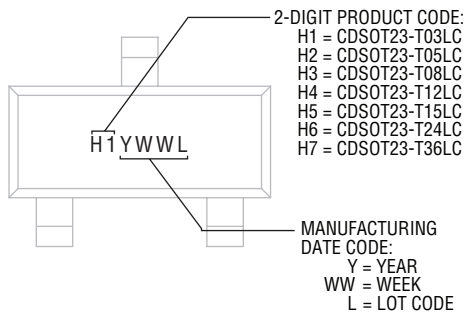 2-DIGIT PRODUCT CODE:
H1 = CDSOT23-T03LC
H2 = CDSOT23-T05LC
H3 = CDSOT23-T08LC
H4 = CDSOT23-T12LC
H5 = CDSOT23-T15LC
H6 = CDSOT23-T24LC
H7 = CDSOT23-T36LC
H1YWWL
MANUFACTURING
DATE CODE:
Y = YEAR
WW = WEEK
L = LOT CODE